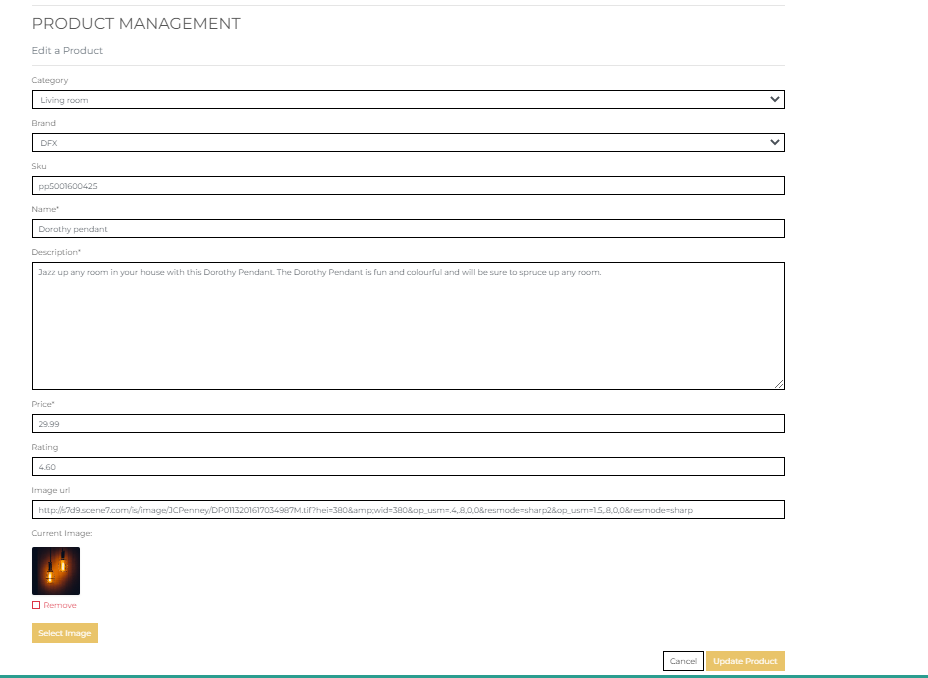 PRODUCT MANAGEMENT
Edit a Product
Category
Living room
Brand
DFX
Sku
pp5001600425
Name*
Dorothy pendant
Description*
Jazz up any room in your house with this Dorothy Pendant. The Dorothy Pendant is fun and colourful and will be sure to spruce up any room.
Price*
29.99
Rating
4.60
Image url
http://s7d9.scene7.com/is/image/JCPenney/DP0113201617034987M.tif?hei=380&amp;wid=380&op_usm=.4,.8,0,0&resmode=sharp2&op_usm=1.5,.8,0,0&resmode=sharp
Current Image:
Remove
Select Image
Cancel
Update Product